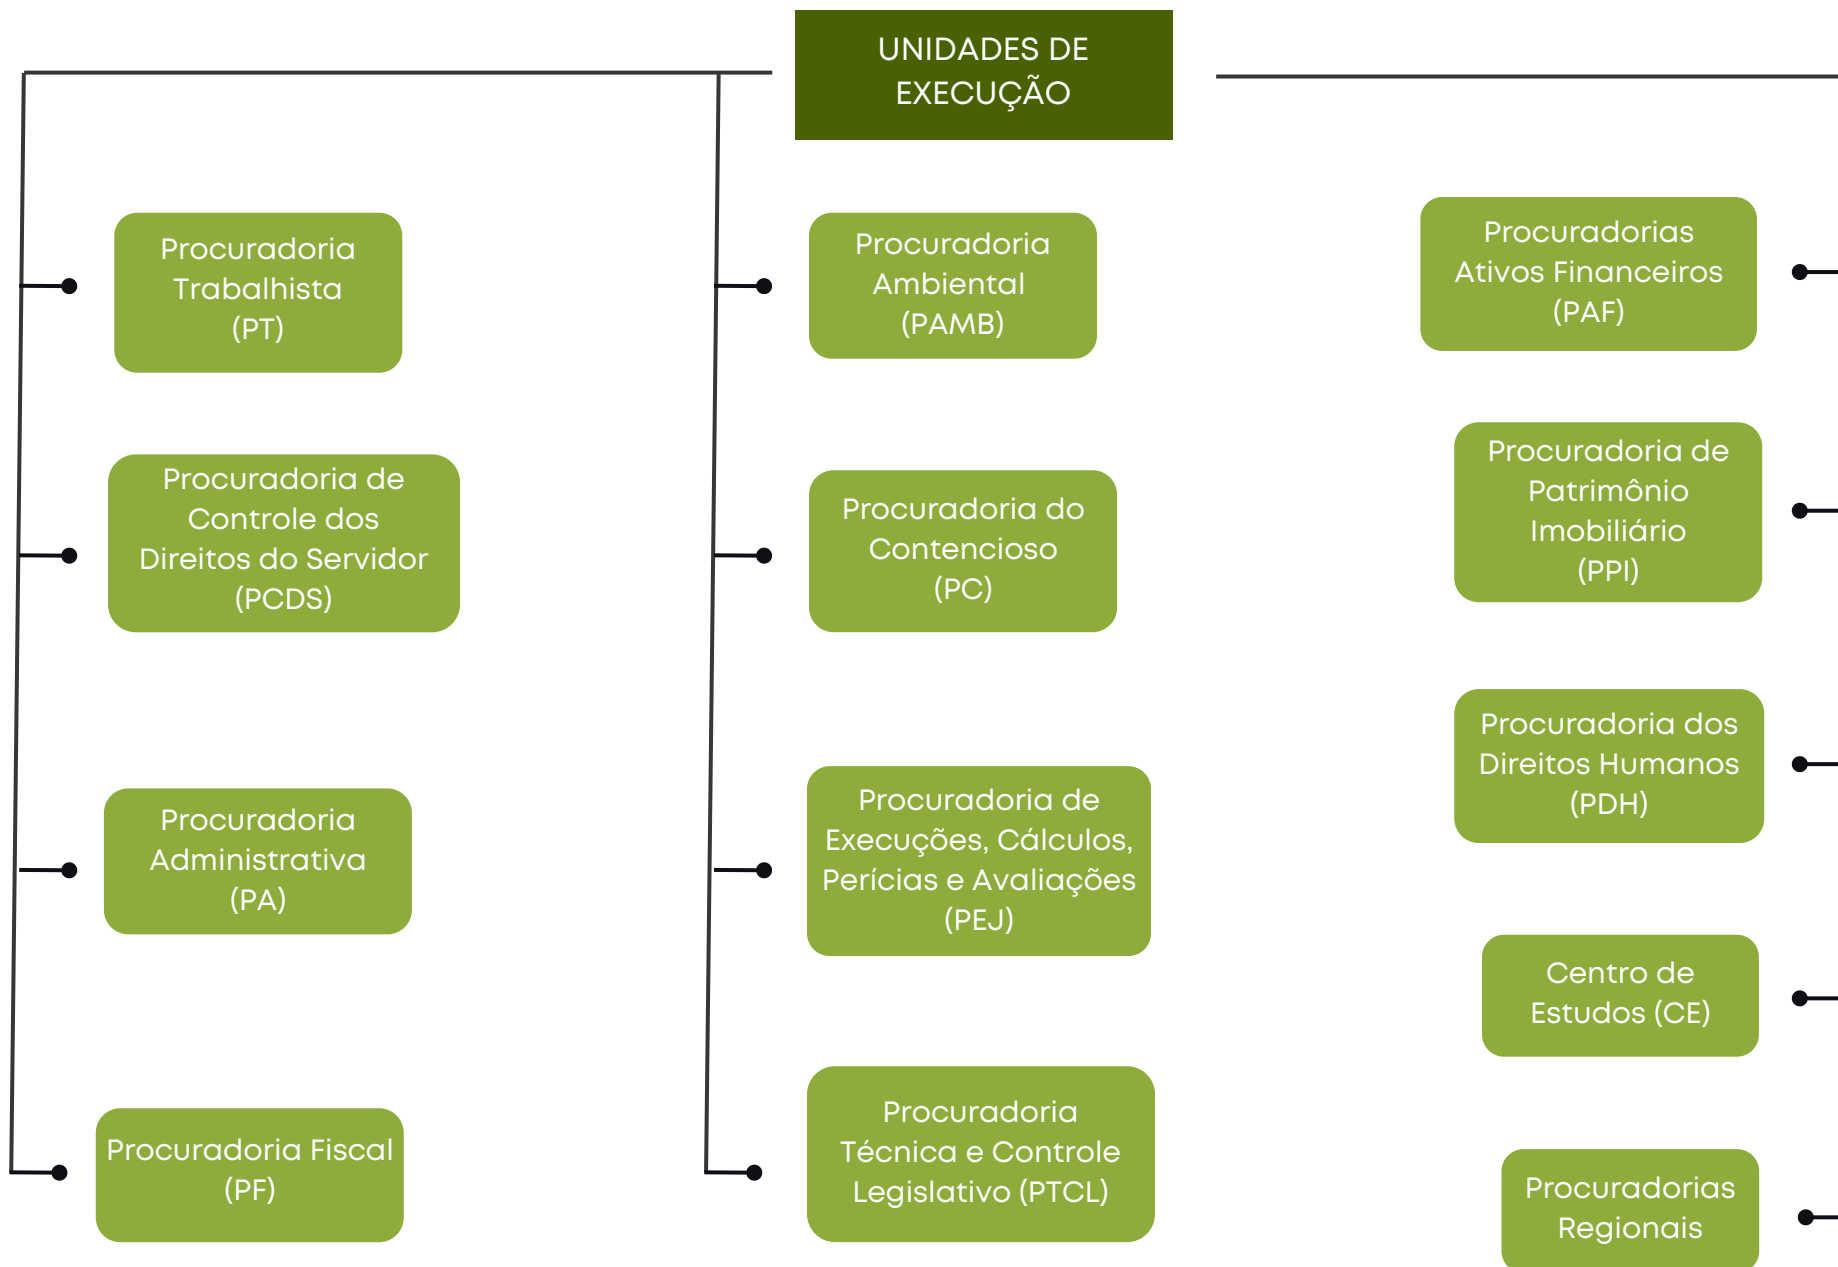 UNIDADES DE
EXECUÇÃO
Procuradoria
Trabalhista
(PT)
Procuradoria de
Controle dos
Direitos do Servidor
(PCDS)
Procuradoria
Administrativa
(PA)
Procuradoria Fiscal
(PF)
Procuradoria
Ambiental
(PAMB)
Procuradoria do
Contencioso
(PC)
Procuradoria de
Execuções, Cálculos,
Perícias e Avaliações
(PEJ)
Procuradoria
Técnica e Controle
Legislativo (PTCL)
Procuradorias
Ativos Financeiros
(PAF)
Procuradoria de
Patrimônio
Imobiliário
(PPI)
Procuradoria dos
Direitos Humanos
(PDH)
Centro de
Estudos (CE)
Procuradorias
Regionais